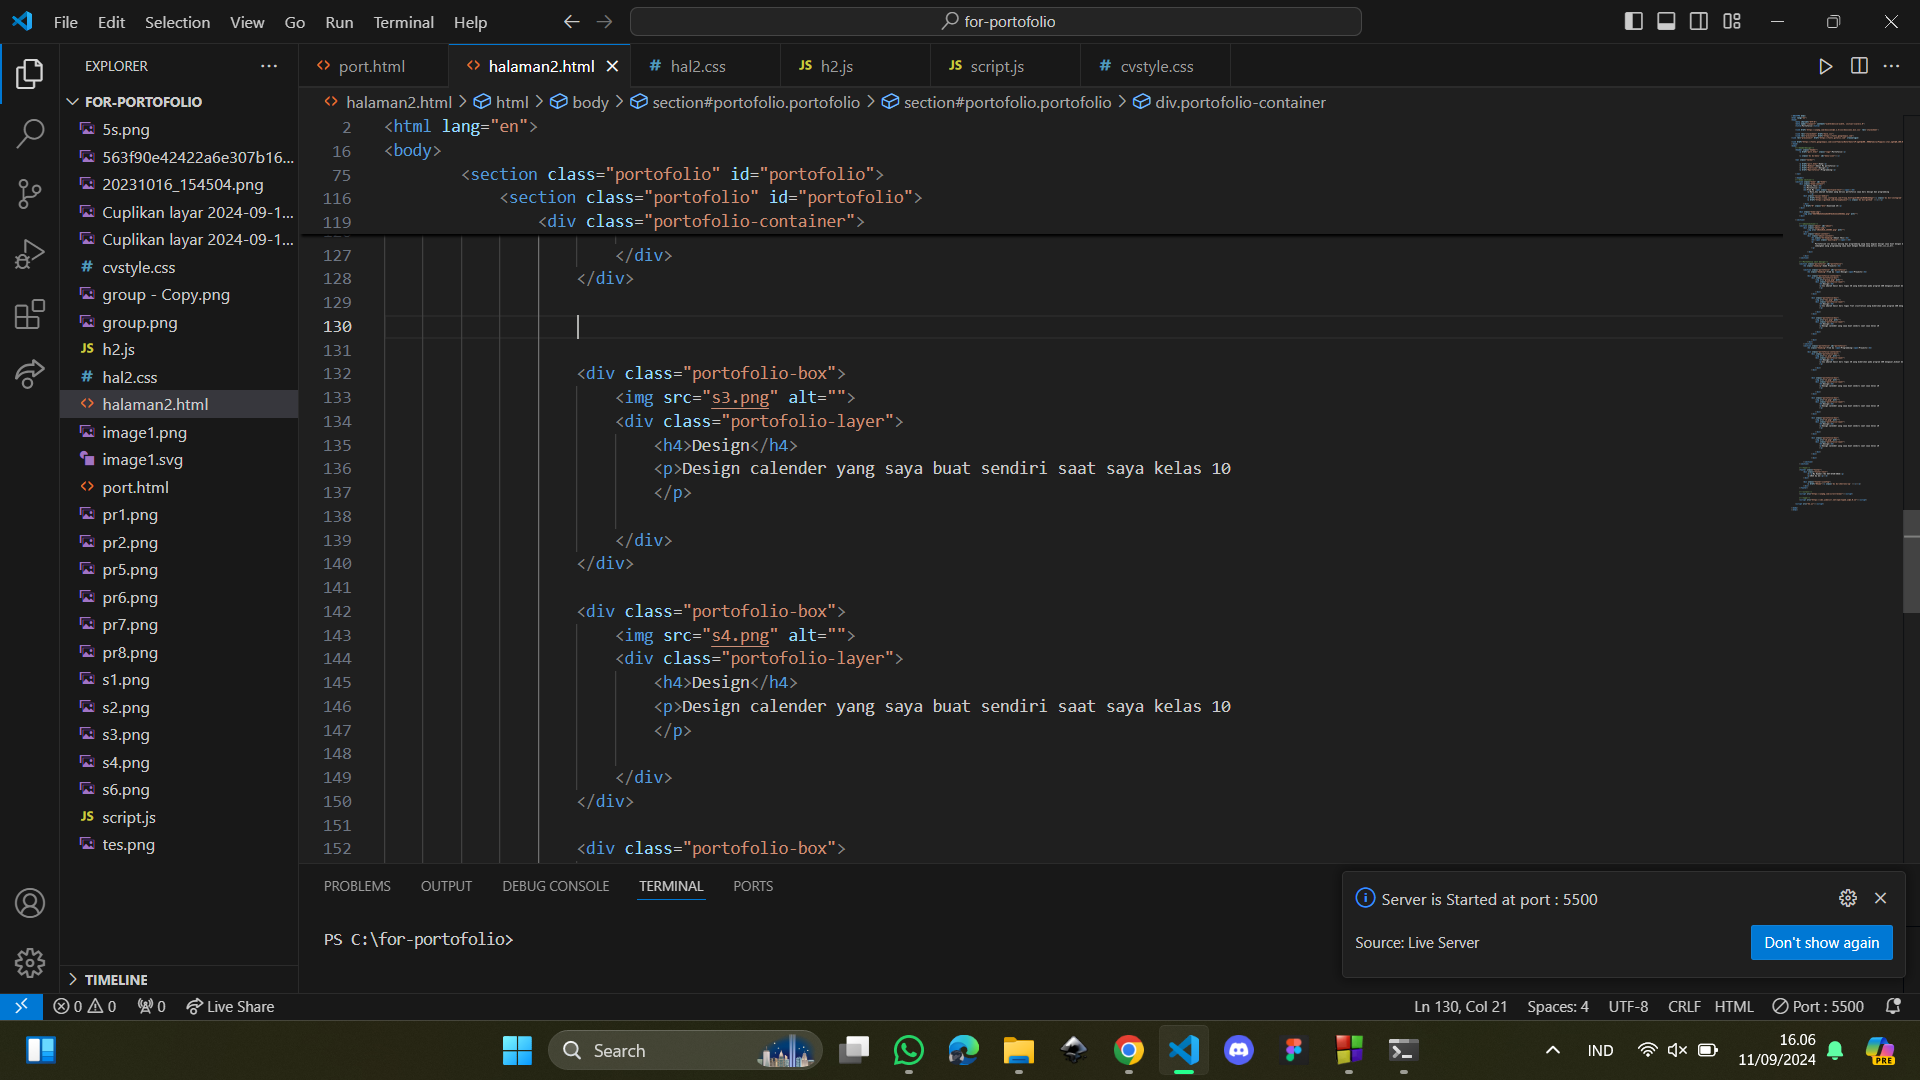 File Edit Selection View Go Run Terminal Help
for-portofolio
EXPLORER
FOR-PORTOFOLIO
5s.png
563f90e42422a6e307b16...
20231016_154504.png
Cuplikan layar 2024-09-1...
Cuplikan layar 2024-09-1...
# cvstyle.css
group - Copy.png
group.png
JS h2.js
# hal2.css
<> halaman2.html
image1.png
image1.svg
<> port.html
pr1.png
pr2.png
pr5.png
pr6.png
pr7.png
pr8.png
s1.png
s2.png
s3.png
s4.png
s6.png
JS script.js
tes.png
TIMELINE
<> port.html <> halaman2.html # hal2.css JS h2.js JS script.js # cvstyle.css
<> halaman2.html > html > body > section#portofolio.portofolio > section#portofolio.portofolio > div.portofolio-container
2 <html lang="en">
16 <body>
75 <section class="portofolio" id="portofolio">
116 <section class="portofolio" id="portofolio">
119 <div class="portofolio-container">
127 </div>
128 </div>
129
130
131
132 <div class="portofolio-box">
133 <img src="s3.png" alt="">
134 <div class="portofolio-layer">
135 <h4>Design</h4>
136 <p>Design calender yang saya buat sendiri saat saya kelas 10
137 </p>
138
139 </div>
140 </div>
141
142 <div class="portofolio-box">
143 <img src="s4.png" alt="">
144 <div class="portofolio-layer">
145 <h4>Design</h4>
146 <p>Design calender yang saya buat sendiri saat saya kelas 10
147 </p>
148
149 </div>
150 </div>
151
152 <div class="portofolio-box">
PROBLEMS OUTPUT DEBUG CONSOLE TERMINAL PORTS
PS C:\for-portofolio>
Server is Started at port : 5500
Source: Live Server
Don't show again
0 0 0 Live Share
Ln 130, Col 21 Spaces: 4 UTF-8 CRLF HTML Port : 5500
Search
IND
16.06
11/09/2024
PRE